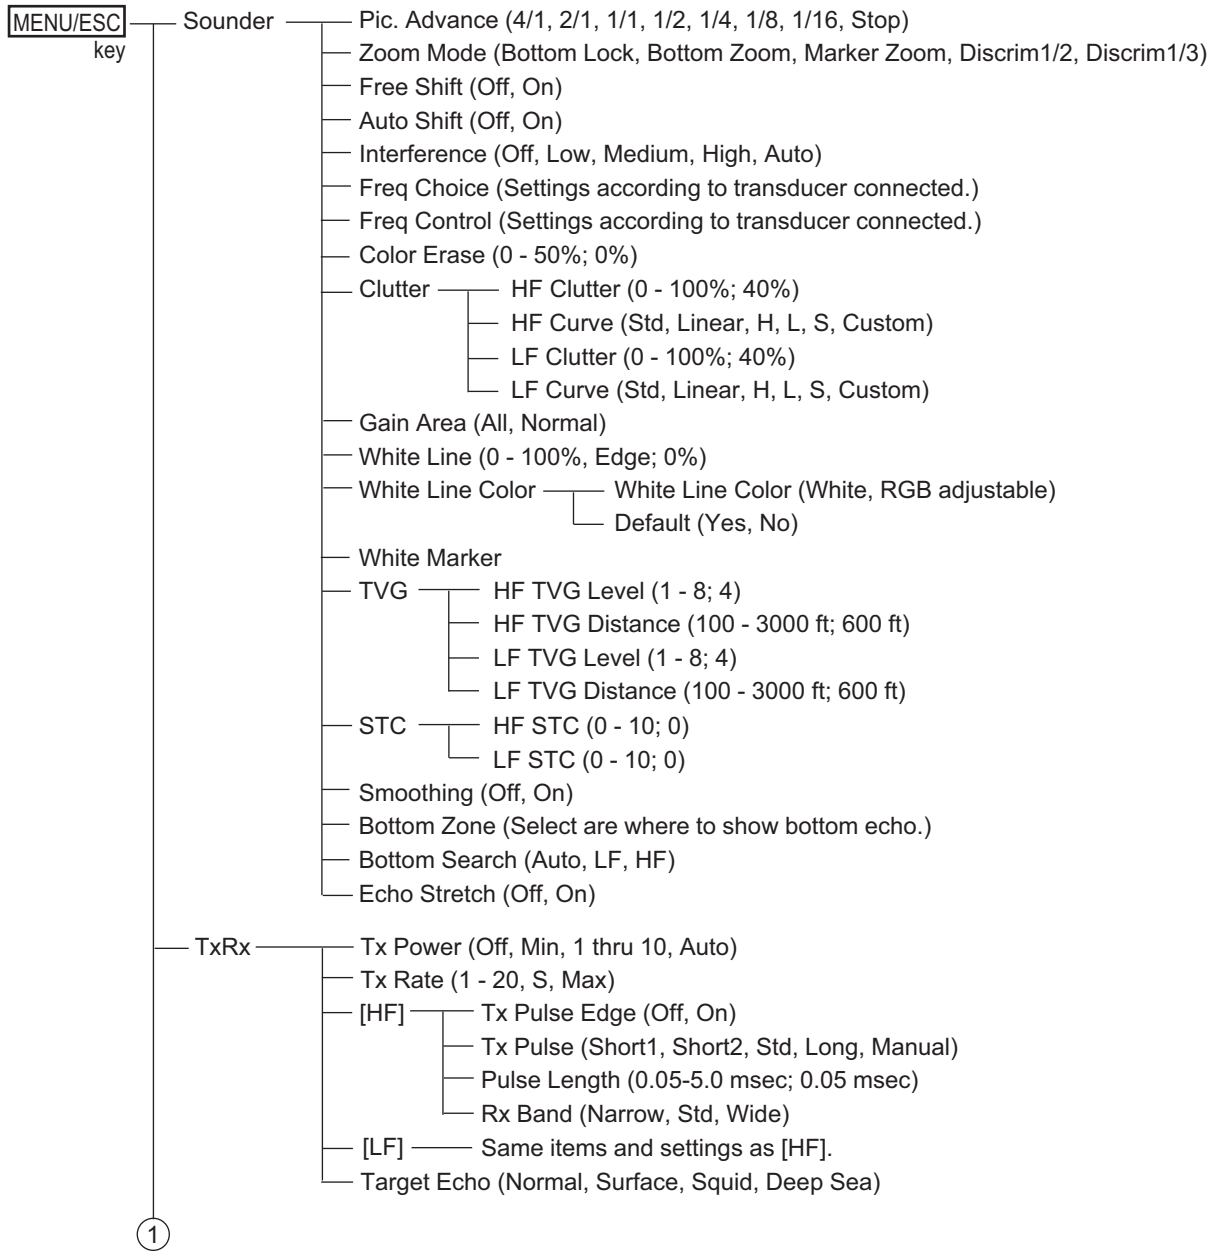 MENU/ESC Sounder Pic. Advance (4/1, 2/1, 1/1, 1/2, 1/4, 1/8, 1/16, Stop)
key Zoom Mode (Bottom Lock, Bottom Zoom, Marker Zoom, Discrim1/2, Discrim1/3)
Free Shift (Off, On)
Auto Shift (Off, On)
Interference (Off, Low, Medium, High, Auto)
Freq Choice (Settings according to transducer connected.)
Freq Control (Settings according to transducer connected.)
Color Erase (0 - 50%; 0%)
Clutter HF Clutter (0 - 100%; 40%)
HF Curve (Std, Linear, H, L, S, Custom)
LF Clutter (0 - 100%; 40%)
LF Curve (Std, Linear, H, L, S, Custom)
Gain Area (All, Normal)
White Line (0 - 100%, Edge; 0%)
White Line Color White Line Color (White, RGB adjustable)
Default (Yes, No)
White Marker
TVG HF TVG Level (1 - 8; 4)
HF TVG Distance (100 - 3000 ft; 600 ft)
LF TVG Level (1 - 8; 4)
LF TVG Distance (100 - 3000 ft; 600 ft)
STC HF STC (0 - 10; 0)
LF STC (0 - 10; 0)
Smoothing (Off, On)
Bottom Zone (Select are where to show bottom echo.)
Bottom Search (Auto, LF, HF)
Echo Stretch (Off, On)
TxRx Tx Power (Off, Min, 1 thru 10, Auto)
Tx Rate (1 - 20, S, Max)
[HF] Tx Pulse Edge (Off, On)
Tx Pulse (Short1, Short2, Std, Long, Manual)
Pulse Length (0.05-5.0 msec; 0.05 msec)
Rx Band (Narrow, Std, Wide)
[LF] Same items and settings as [HF].
Target Echo (Normal, Surface, Squid, Deep Sea)
1